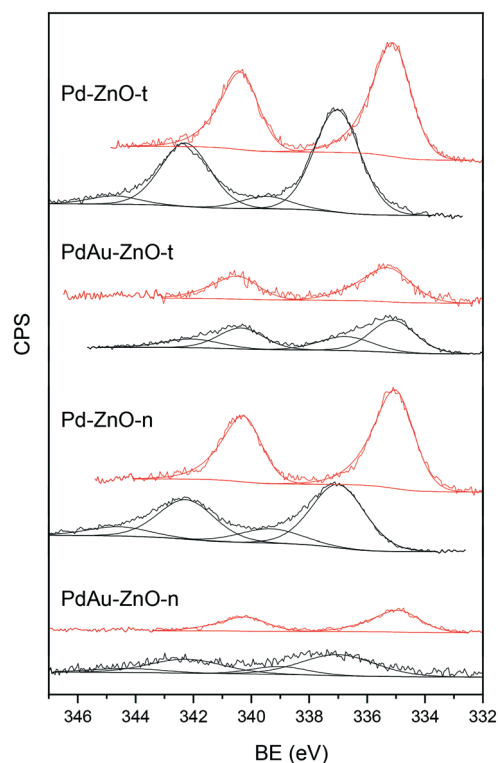 Pd-ZnO-t
PdAu-ZnO-t
CPS
Pd-ZnO-n
PdAu-ZnO-n
346 344 342 340 338 336 334 332
BE (eV)